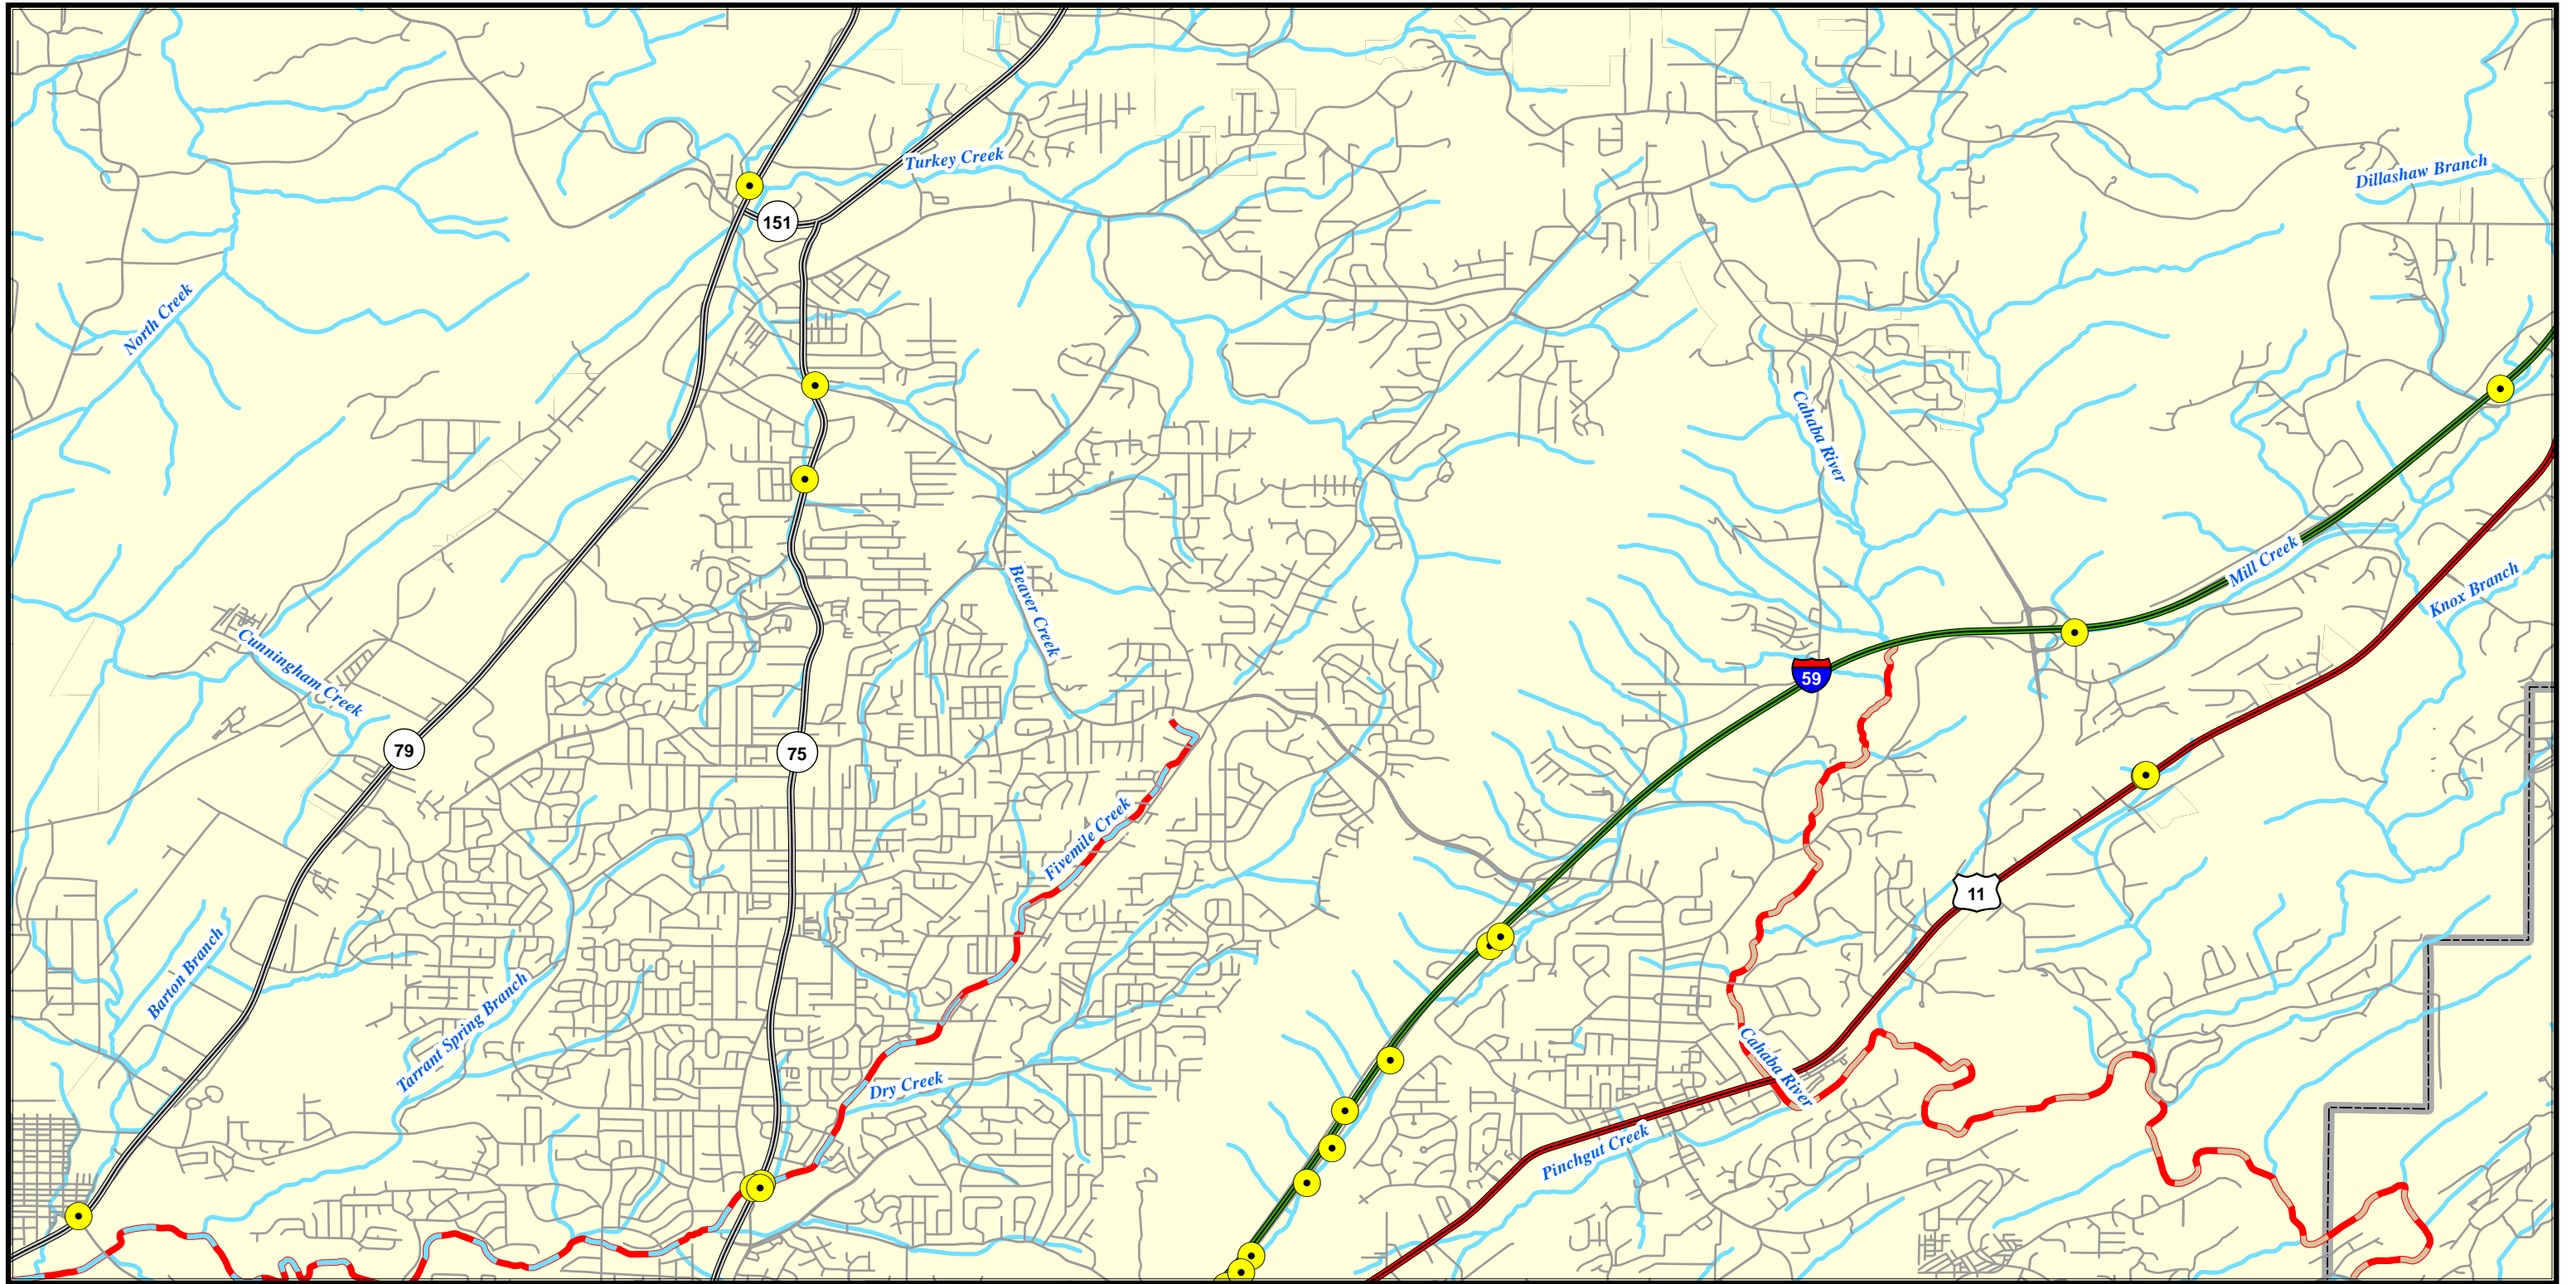 Turkey Creek
Dillashaw Branch
151
North Creek
Cahaba River
Mill Creek
Knox Branch
Beaver Creek
Cunningham Creek
59
79
75
Fivemile Creek
11
Barton Branch
Tarrant Spring Branch
Cahaba River
Dry Creek
Pinchgut Creek